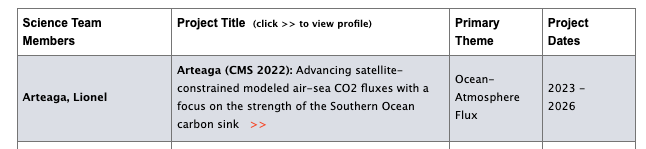 Science Team Members
Project Title (click >> to view profile)
Primary Theme
Project Dates
Arteaga, Lionel
Arteaga (CMS 2022): Advancing satellite-
constrained modeled air-sea CO2 fluxes with a
focus on the strength of the Southern Ocean
carbon sink >>
Ocean-
Atmosphere
Flux
2023 -
2026